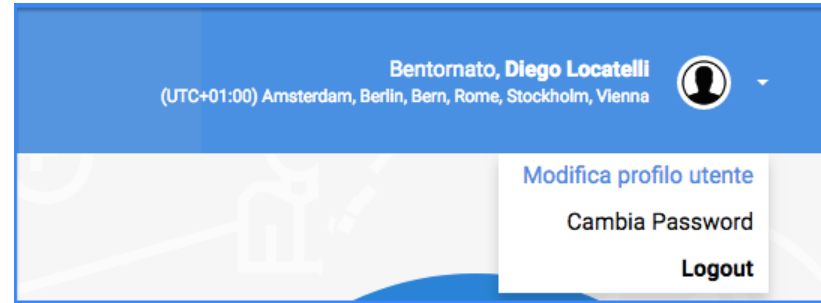 Bentornato, Diego Locatelli
(UTC+01:00) Amsterdam, Berlin, Bern, Rome, Stockholm, Vienna
Modifica profilo utente
Cambia Password
Logout